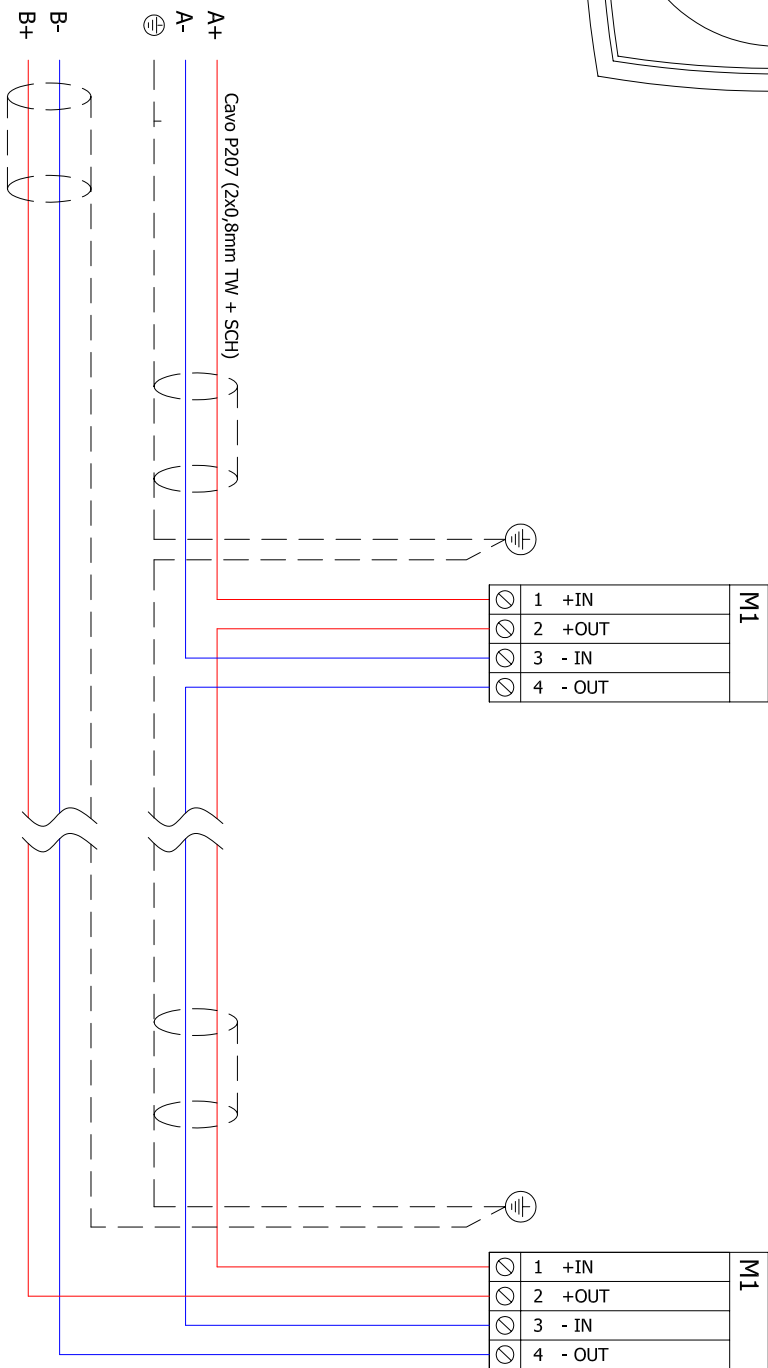 B+
B-
A-
A+
Cavo P207 (2x0,8mm TW + SCH)
M1
1 +IN
2 +OUT
3 - IN
4 - OUT
M1
1 +IN
2 +OUT
3 - IN
4 - OUT